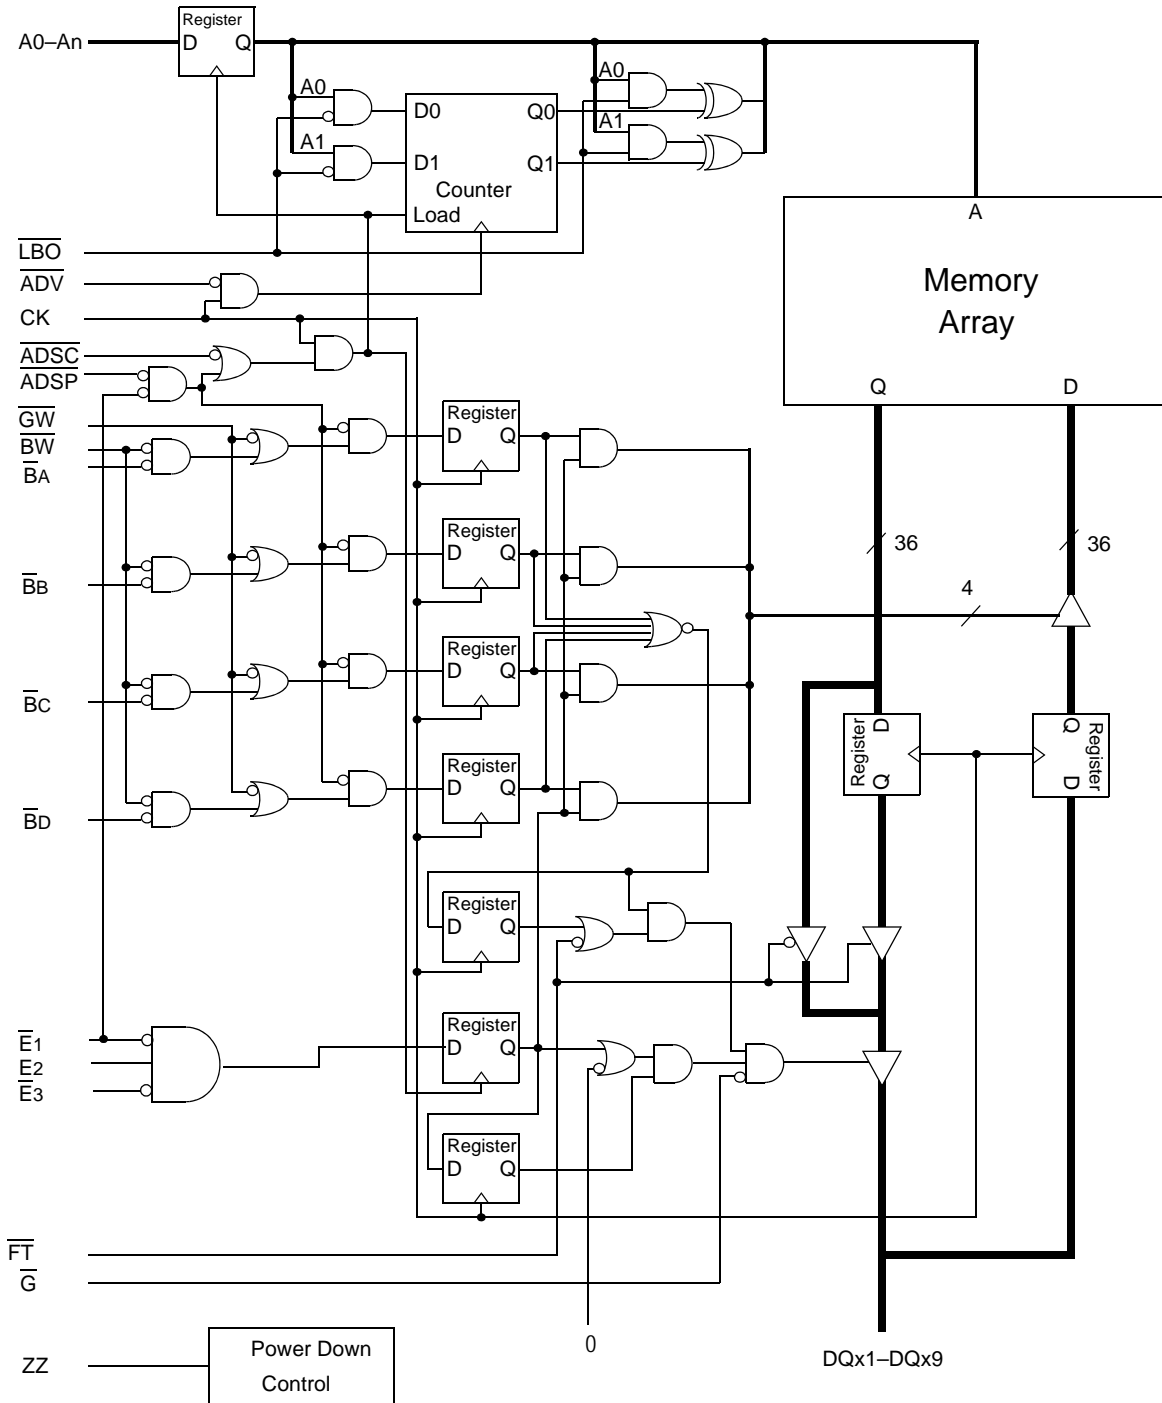 Register
A0–An
D Q
A0
A0
D0
Q0
A1
A1
D1
Q1
Counter
Load
A
LBO
ADV
Memory
Array
CK
ADSC
ADSP
Q D
GW
Register
BW
D Q
BA
Register
36
36
D Q
BB
4
Register
D Q
BC
Register
D
Q
Register
Q
D
Register
D Q
BD
Register
D Q
Register
E1
D Q
E2
E3
Register
D Q
FT
G
0
Power Down
Control
ZZ
DQx1–DQx9